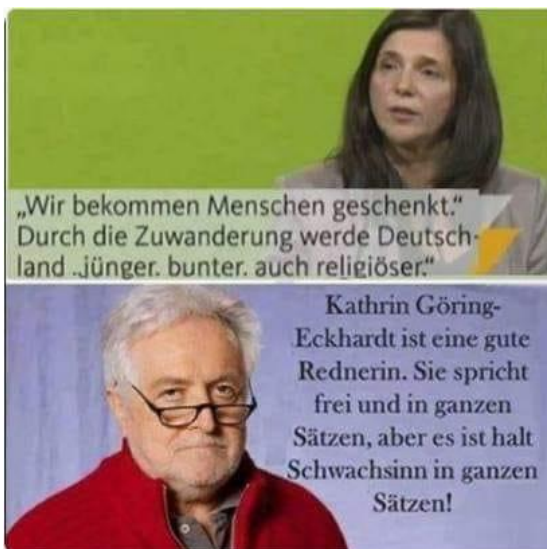 „Wir bekommen Menschen geschenkt.“
Durch die Zuwanderung werde Deutsch-
land „jünger, bunter, auch religiöser.“
Kathrin Göring-
Eckhardt ist eine gute
Rednerin. Sie spricht
frei und in ganzen
Sätzen, aber es ist halt
Schwachsinn in ganzen
Sätzen!